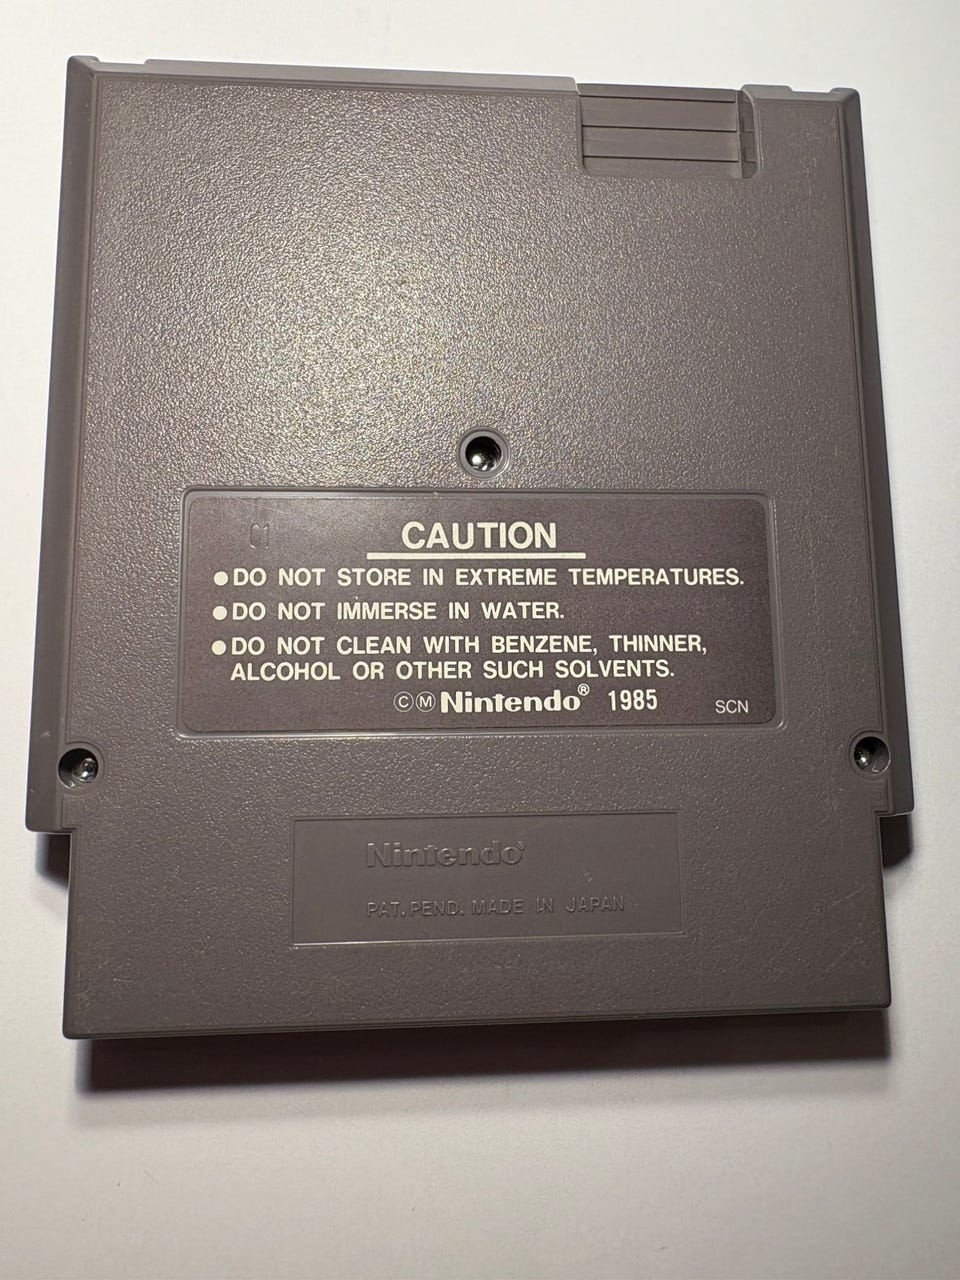 CAUTION
●DO NOT STORE IN EXTREME TEMPERATURES.
●DO NOT IMMERSE IN WATER.
●DO NOT CLEAN WITH BENZENE, THINNER,
ALCOHOL OR OTHER SUCH SOLVENTS.
ⒸⓂNintendo® 1985 SCN
Nintendo®
PAT. PEND. MADE IN JAPAN